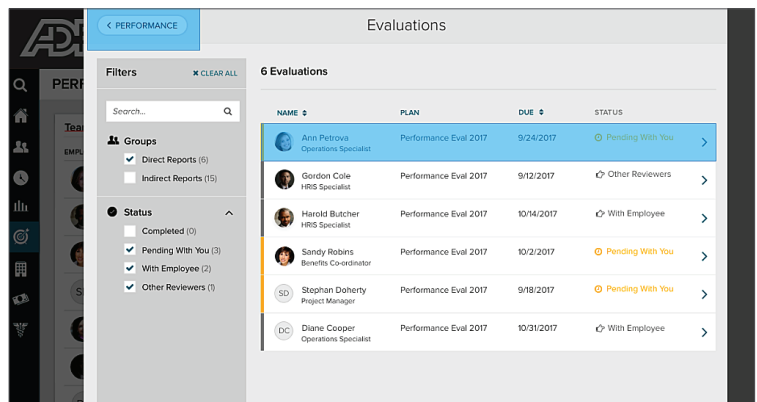 < PERFORMANCE
Evaluations
ADP
PERF
Filters
✖ CLEAR ALL
6 Evaluations
Search...
NAME
PLAN
DUE
STATUS
Groups
Direct Reports (6)
Indirect Reports (15)
Status
Completed (0)
Pending With You (3)
With Employee (2)
Other Reviewers (1)
Ann Petrova
Operations Specialist
Performance Eval 2017
9/24/2017
Pending With You
Gordon Cole
HRIS Specialist
Performance Eval 2017
9/12/2017
Other Reviewers
Harold Butcher
HRIS Specialist
Performance Eval 2017
10/14/2017
With Employee
Sandy Robins
Benefits Co-ordinator
Performance Eval 2017
10/2/2017
Pending With You
SD
Stephan Doherty
Project Manager
Performance Eval 2017
9/18/2017
Pending With You
DC
Diane Cooper
Operations Specialist
Performance Eval 2017
10/31/2017
With Employee